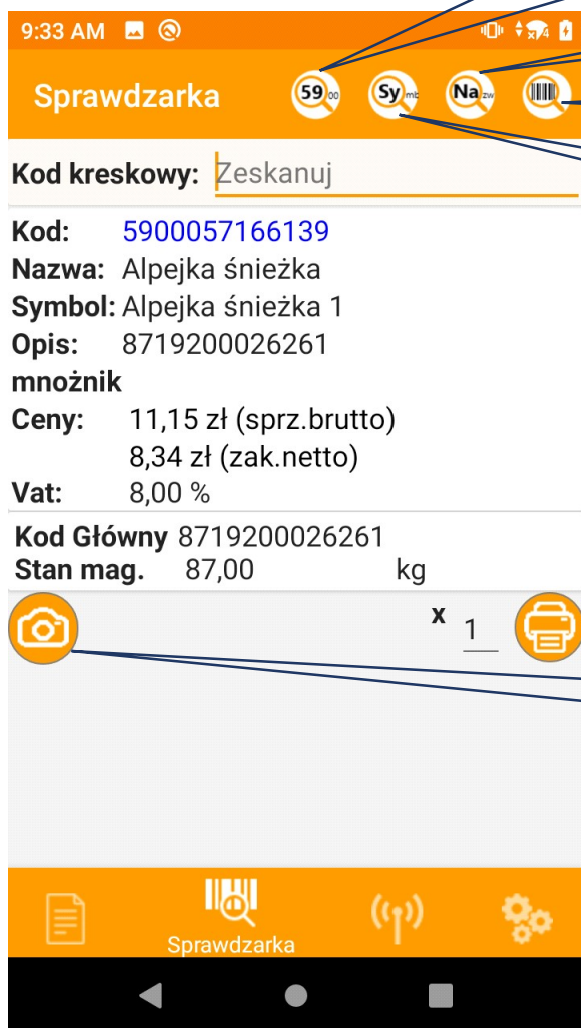 9:33 AM
Sprawdzarka 59 00 Sy mb Na zw
Kod kreskowy: Zeskanuj
Kod: 5900057166139
Nazwa: Alpejka śnieżka
Symbol: Alpejka śnieżka 1
Opis: 8719200026261
mnożnik
Ceny: 11,15 zł (sprz.brutto)
8,34 zł (zak.netto)
Vat: 8,00 %
Kod Główny 8719200026261
Stan mag. 87,00 kg
x 1
Sprawdzarka